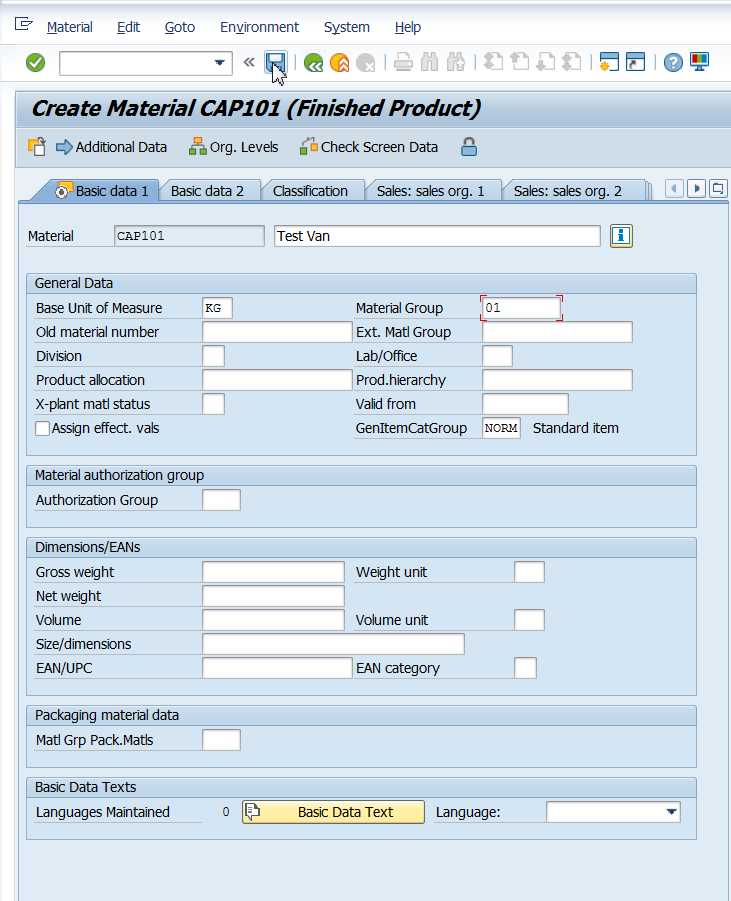 Material Edit Goto Environment System Help
Create Material CAP101 (Finished Product)
Additional Data Org. Levels Check Screen Data
Basic data 1 Basic data 2 Classification Sales: sales org. 1 Sales: sales org. 2
Material CAP101 Test Van
General Data
Base Unit of Measure KG Material Group 01
Old material number Ext. Matl Group
Division Lab/Office
Product allocation Prod.hierarchy
X-plant matl status Valid from
Assign effect. vals GenItemCatGroup NORM Standard item
Material authorization group
Authorization Group
Dimensions/EANs
Gross weight Weight unit
Net weight
Volume Volume unit
Size/dimensions
EAN/UPC EAN category
Packaging material data
Matl Grp Pack.Matls
Basic Data Texts
Languages Maintained 0 Basic Data Text Language: